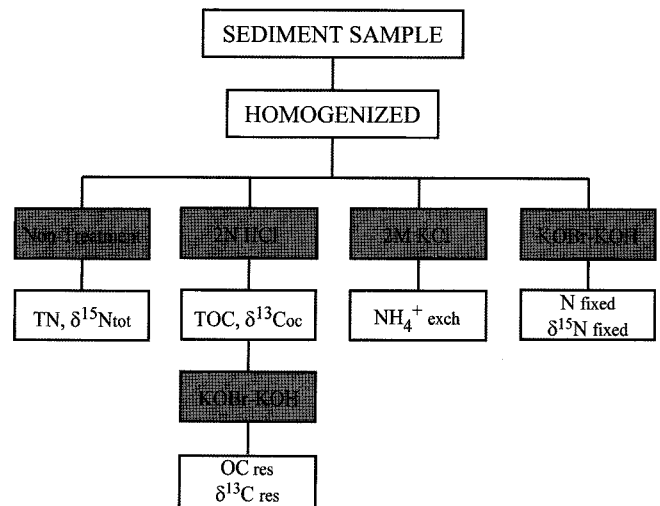 SEDIMENT SAMPLE
HOMOGENIZED
Non Treatment
2N HCl
2M KCl
KOBr-KOH
TN, δ¹⁵Ntot
TOC, δ¹³Coc
NH₄⁺ exch
N fixed
δ¹⁵N fixed
KOBr-KOH
OC res
δ¹³C res